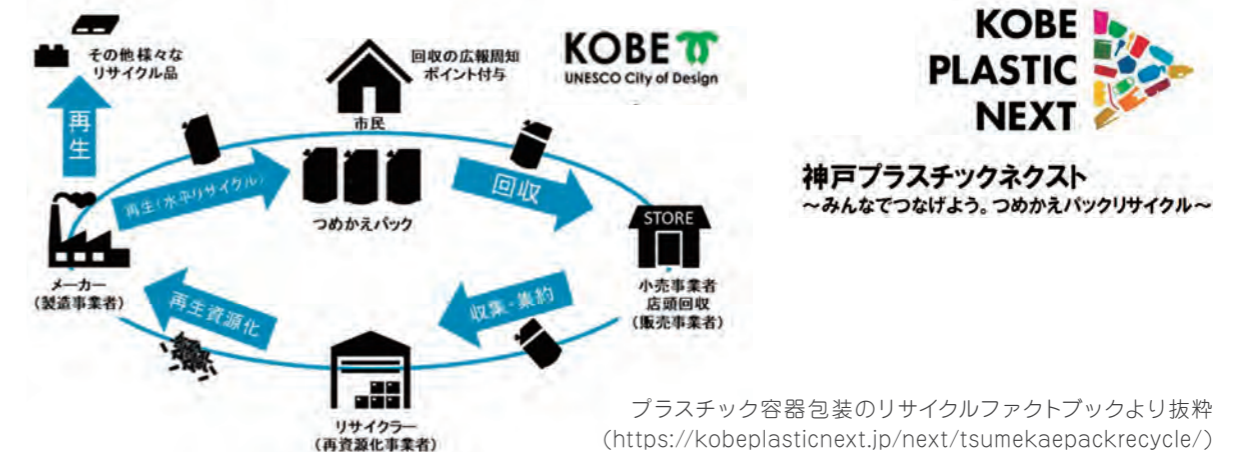 その他様々な
リサイクル品
再生
市民
回収の広報周知
ポイント付与
KOBE
UNESCO City of Design
再生（水平リサイクル）
つめかえパック
回収
STORE
小売事業者
店頭回収
（販売事業者）
メーカー
（製造事業者）
再生資源化
収集・集約
リサイクラー
（再資源化事業者）
KOBE
PLASTIC
NEXT
神戸プラスチックネクスト
～みんなでつなげよう。つめかえパックリサイクル～
プラスチック容器包装のリサイクルファクトブックより抜粋
（https://kobeplasticnext.jp/next/tsumekaepackrecycle/）